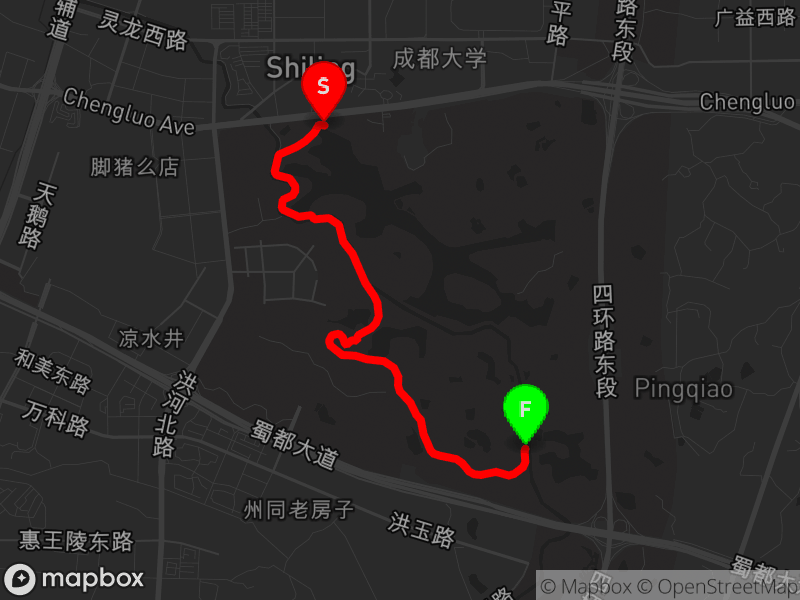 辅道
灵龙西路
Shiling
成都大学
平路
路东段
广益西路
Chengluo Ave
S
Chengluo
脚猪么店
天鹅路
四环路东段
凉水井
和美东路
洪河北路
万科路
Pingqiao
F
蜀都大道
州同老房子
洪玉路
惠王陵东路
蜀都大
四
mapbox
© Mapbox © OpenStreetMap